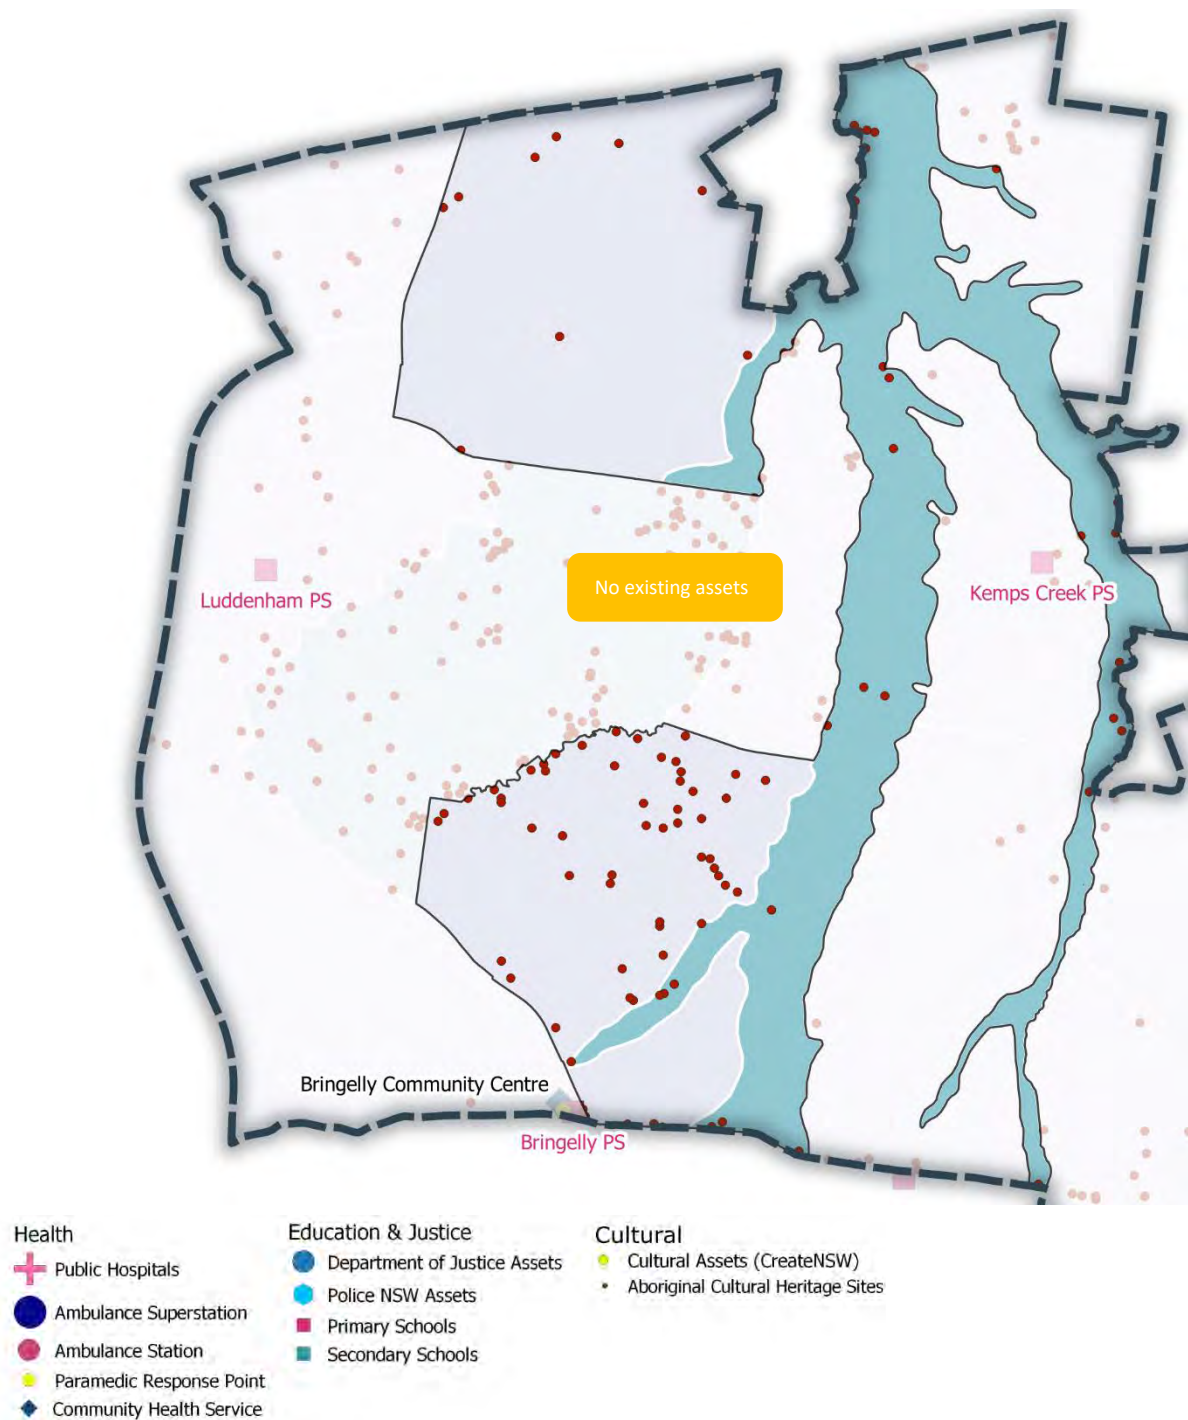 No existing assets
Luddenham PS
Kemps Creek PS
Bringelly Community Centre
Bringelly PS
Health
Public Hospitals
Ambulance Superstation
Ambulance Station
Paramedic Response Point
Community Health Service
Education & Justice
Department of Justice Assets
Police NSW Assets
Primary Schools
Secondary Schools
Cultural
Cultural Assets (CreateNSW)
Aboriginal Cultural Heritage Sites